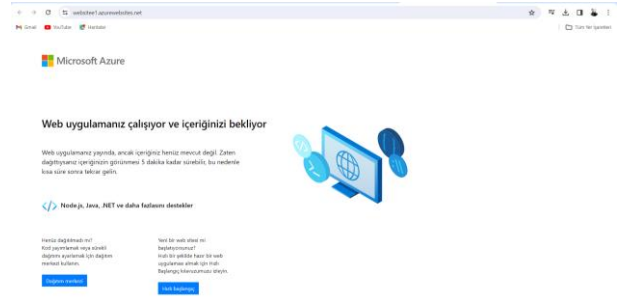 websitee1.azurewebsites.net
Gmail YouTube Haritalar
Tüm Yer İşaretleri
Microsoft Azure
Web uygulamanız çalışıyor ve içeriğinizi bekliyor
Web uygulamanız yayında, ancak içeriğiniz henüz mevcut değil. Zaten
dağıttıysanız içeriğinizin görünmesi 5 dakika kadar sürebilir, bu nedenle
kısa süre sonra tekrar gelin.
Node.js, Java, .NET ve daha fazlasını destekler
Henüz dağıtılmadı mı?
Kod yayımlamak veya sürekli
dağıtımı ayarlamak için dağıtım
merkezi kullanın.
Dağıtım merkezi
Yeni bir web sitesi mi
başlatıyorsunuz?
Hızlı bir şekilde hazır bir web
uygulaması almak için Hızlı
Başlangıç kılavuzumuzu izleyin.
Hızlı başlangıç